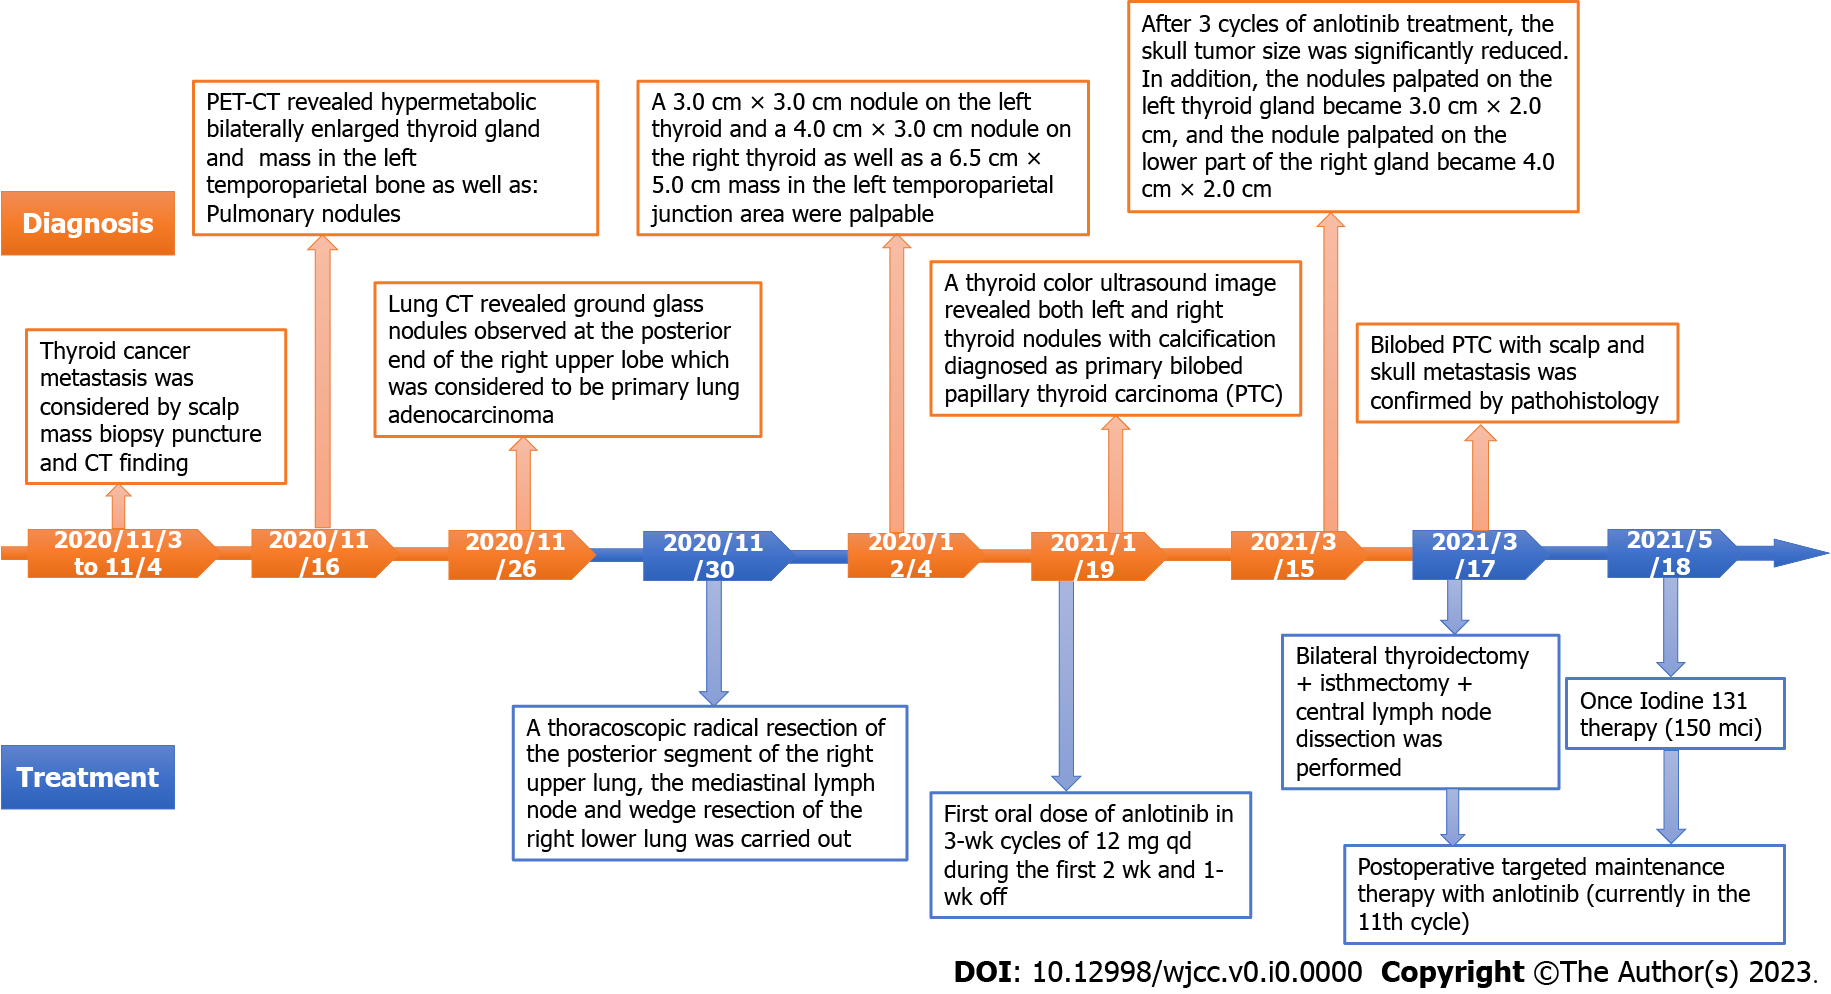 After 3 cycles of anlotinib treatment, the
skull tumor size was significantly reduced.
In addition, the nodules palpated on the
left thyroid gland became 3.0 cm × 2.0
cm, and the nodule palpated on the
lower part of the right gland became 4.0
cm × 2.0 cm
PET-CT revealed hypermetabolic
bilaterally enlarged thyroid gland
and mass in the left
temporoparietal bone as well as:
Pulmonary nodules
A 3.0 cm × 3.0 cm nodule on the left
thyroid and a 4.0 cm × 3.0 cm nodule on
the right thyroid as well as a 6.5 cm ×
5.0 cm mass in the left temporoparietal
junction area were palpable
Diagnosis
Thyroid cancer
metastasis was
considered by scalp
mass biopsy puncture
and CT finding
Lung CT revealed ground glass
nodules observed at the posterior
end of the right upper lobe which
was considered to be primary lung
adenocarcinoma
A thyroid color ultrasound image
revealed both left and right
thyroid nodules with calcification
diagnosed as primary bilobed
papillary thyroid carcinoma (PTC)
Bilobed PTC with scalp and
skull metastasis was
confirmed by pathohistology
2020/11/3
to 11/4
2020/11
/16
2020/11
/26
2020/11
/30
2020/1
2/4
2021/1
/19
2021/3
/15
2021/3
/17
2021/5
/18
Treatment
A thoracoscopic radical resection of
the posterior segment of the right
upper lung, the mediastinal lymph
node and wedge resection of the
right lower lung was carried out
First oral dose of anlotinib in
3-wk cycles of 12 mg qd
during the first 2 wk and 1-
wk off
Bilateral thyroidectomy
+ isthmectomy +
central lymph node
dissection was
performed
Once Iodine 131
therapy (150 mci)
Postoperative targeted maintenance
therapy with anlotinib (currently in the
11th cycle)
DOI: 10.12998/wjcc.v0.i0.0000 Copyright ©The Author(s) 2023.